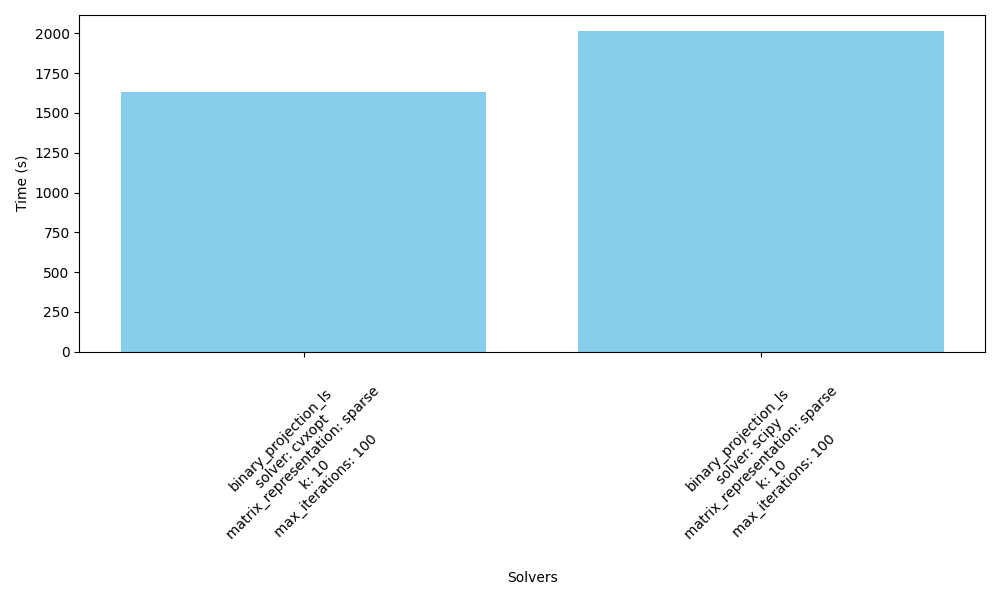 2000
1750
1500
1250
1000
750
500
250
0
Time (s)
binary_projection_ls
solver: cvxopt
matrix_representation: sparse
k: 10
max_iterations: 100
binary_projection_ls
solver: scipy
matrix_representation: sparse
k: 10
max_iterations: 100
Solvers